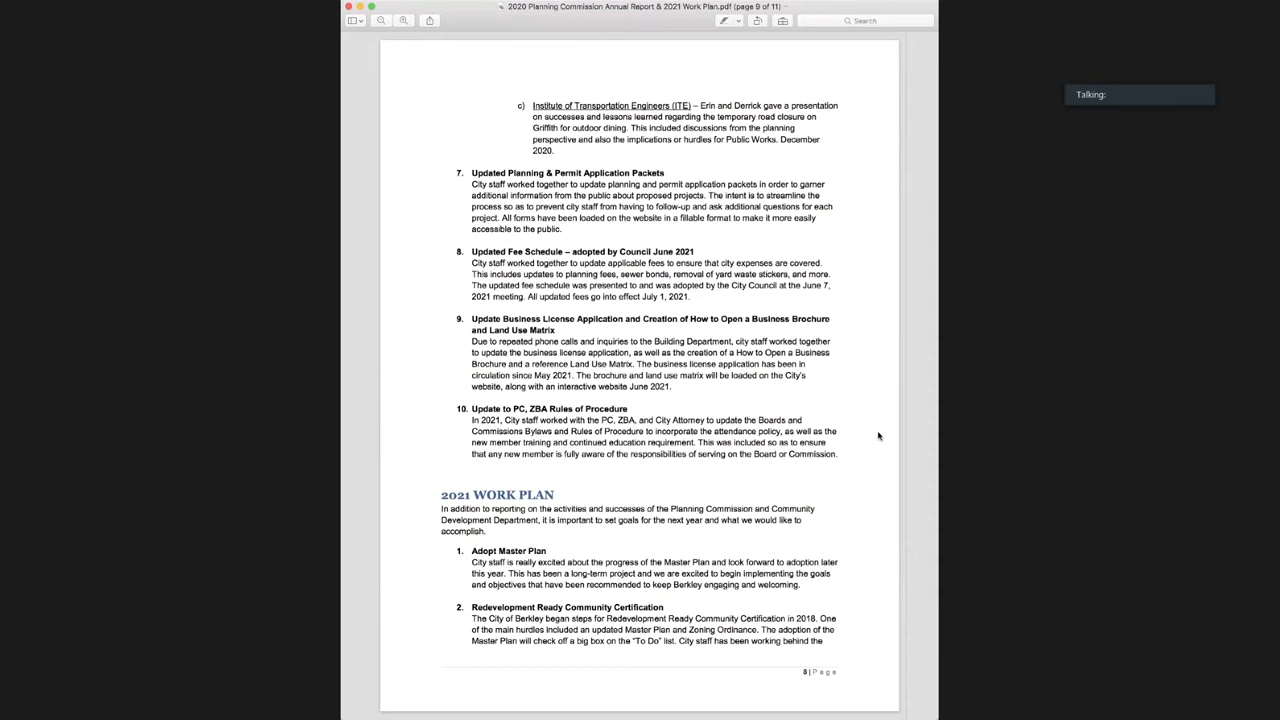 2020 Planning Commission Annual Report & 2021 Work Plan.pdf (page 9 of 11)
Search
Talking:
c) Institute of Transportation Engineers (ITE) – Erin and Derrick gave a presentation
on successes and lessons learned regarding the temporary road closure on
Griffith for outdoor dining. This included discussions from the planning
perspective and also the implications or hurdles for Public Works. December
2020.
7. Updated Planning & Permit Application Packets
City staff worked together to update planning and permit application packets in order to garner
additional information from the public about proposed projects. The intent is to streamline the
process so as to prevent city staff from having to follow-up and ask additional questions for each
project. All forms have been loaded on the website in a fillable format to make it more easily
accessible to the public.
8. Updated Fee Schedule – adopted by Council June 2021
City staff worked together to update applicable fees to ensure that city expenses are covered.
This includes updates to planning fees, sewer bonds, removal of yard waste stickers, and more.
The updated fee schedule was presented to and was adopted by the City Council at the June 7,
2021 meeting. All updated fees go into effect July 1, 2021.
9. Update Business License Application and Creation of How to Open a Business Brochure
and Land Use Matrix
Due to repeated phone calls and inquiries to the Building Department, city staff worked together
to update the business license application, as well as the creation of a How to Open a Business
Brochure and a reference Land Use Matrix. The business license application has been in
circulation since May 2021. The brochure and land use matrix will be loaded on the City's
website, along with an interactive website June 2021.
10. Update to PC, ZBA Rules of Procedure
In 2021, City staff worked with the PC, ZBA, and City Attorney to update the Boards and
Commissions Bylaws and Rules of Procedure to incorporate the attendance policy, as well as the
new member training and continued education requirement. This was included so as to ensure
that any new member is fully aware of the responsibilities of serving on the Board or Commission.
2021 WORK PLAN
In addition to reporting on the activities and successes of the Planning Commission and Community
Development Department, it is important to set goals for the next year and what we would like to
accomplish.
1. Adopt Master Plan
City staff is really excited about the progress of the Master Plan and look forward to adoption later
this year. This has been a long-term project and we are excited to begin implementing the goals
and objectives that have been recommended to keep Berkley engaging and welcoming.
2. Redevelopment Ready Community Certification
The City of Berkley began steps for Redevelopment Ready Community Certification in 2018. One
of the main hurdles included an updated Master Plan and Zoning Ordinance. The adoption of the
Master Plan will check off a big box on the "To Do" list. City staff has been working behind the
8 | Page